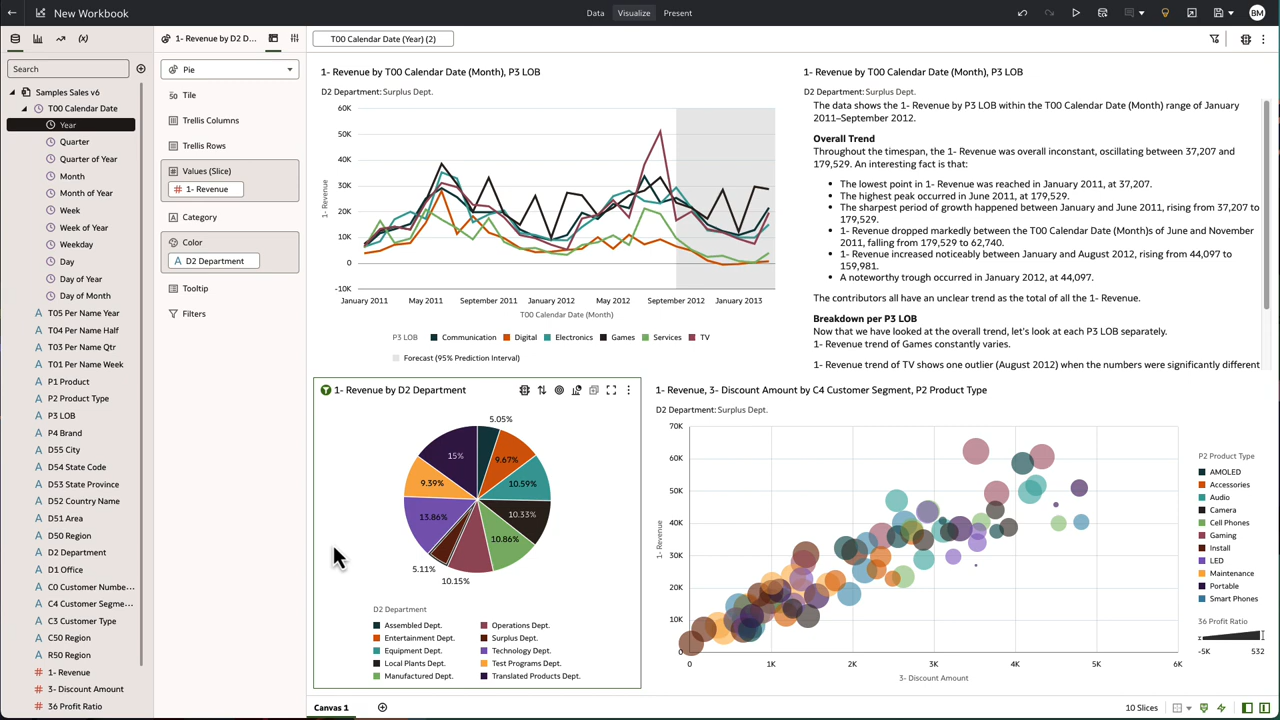 New Workbook
Data Visualize Present
BM
1- Revenue by D2 D...
T00 Calendar Date (Year) (2)
Search
Samples Sales v6
T00 Calendar Date
Year
Quarter
Quarter of Year
Month
Month of Year
Week
Week of Year
Weekday
Day
Day of Year
Day of Month
T05 Per Name Year
T04 Per Name Half
T03 Per Name Qtr
T01 Per Name Week
P1 Product
P2 Product Type
P3 LOB
P4 Brand
D55 City
D54 State Code
D53 State Province
D52 Country Name
D51 Area
D50 Region
D2 Department
D1 Office
C0 Customer Numbe...
C4 Customer Segme...
C3 Customer Type
C50 Region
R50 Region
1- Revenue
3- Discount Amount
36 Profit Ratio
Pie
Tile
Trellis Columns
Trellis Rows
Values (Slice)
1- Revenue
Category
Color
D2 Department
Tooltip
Filters
1- Revenue by T00 Calendar Date (Month), P3 LOB
D2 Department: Surplus Dept.
60K
50K
40K
30K
20K
10K
0
-10K
1- Revenue
January 2011 May 2011 September 2011 January 2012 May 2012 September 2012 January 2013
T00 Calendar Date (Month)
P3 LOB Communication Digital Electronics Games Services TV
Forecast (95% Prediction Interval)
1- Revenue by T00 Calendar Date (Month), P3 LOB
D2 Department: Surplus Dept.
The data shows the 1- Revenue by P3 LOB within the T00 Calendar Date (Month) range of January
2011–September 2012.
Overall Trend
Throughout the timespan, the 1- Revenue was overall inconstant, oscillating between 37,207 and
179,529. An interesting fact is that:
• The lowest point in 1- Revenue was reached in January 2011, at 37,207.
• The highest peak occurred in June 2011, at 179,529.
• The sharpest period of growth happened between January and June 2011, rising from 37,207 to
179,529.
• 1- Revenue dropped markedly between the T00 Calendar Date (Month)s of June and November
2011, falling from 179,529 to 62,740.
• 1- Revenue increased noticeably between January and August 2012, rising from 44,097 to
159,981.
• A noteworthy trough occurred in January 2012, at 44,097.
The contributors all have an unclear trend as the total of all the 1- Revenue.
Breakdown per P3 LOB
Now that we have looked at the overall trend, let's look at each P3 LOB separately.
1- Revenue trend of Games constantly varies.
1- Revenue trend of TV shows one outlier (August 2012) when the numbers were significantly different
1- Revenue by D2 Department
5.05%
9.67%
10.59%
10.33%
10.86%
10.15%
5.11%
13.86%
9.39%
15%
D2 Department
Assembled Dept. Operations Dept.
Entertainment Dept. Surplus Dept.
Equipment Dept. Technology Dept.
Local Plants Dept. Test Programs Dept.
Manufactured Dept. Translated Products Dept.
1- Revenue, 3- Discount Amount by C4 Customer Segment, P2 Product Type
D2 Department: Surplus Dept.
70K
60K
50K
40K
30K
20K
10K
0
1- Revenue
0 1K 2K 3K 4K 5K 6K
3- Discount Amount
P2 Product Type
AMOLED
Accessories
Audio
Camera
Cell Phones
Gaming
Install
LED
Maintenance
Portable
Smart Phones
36 Profit Ratio
-5K 532
Canvas 1
10 Slices